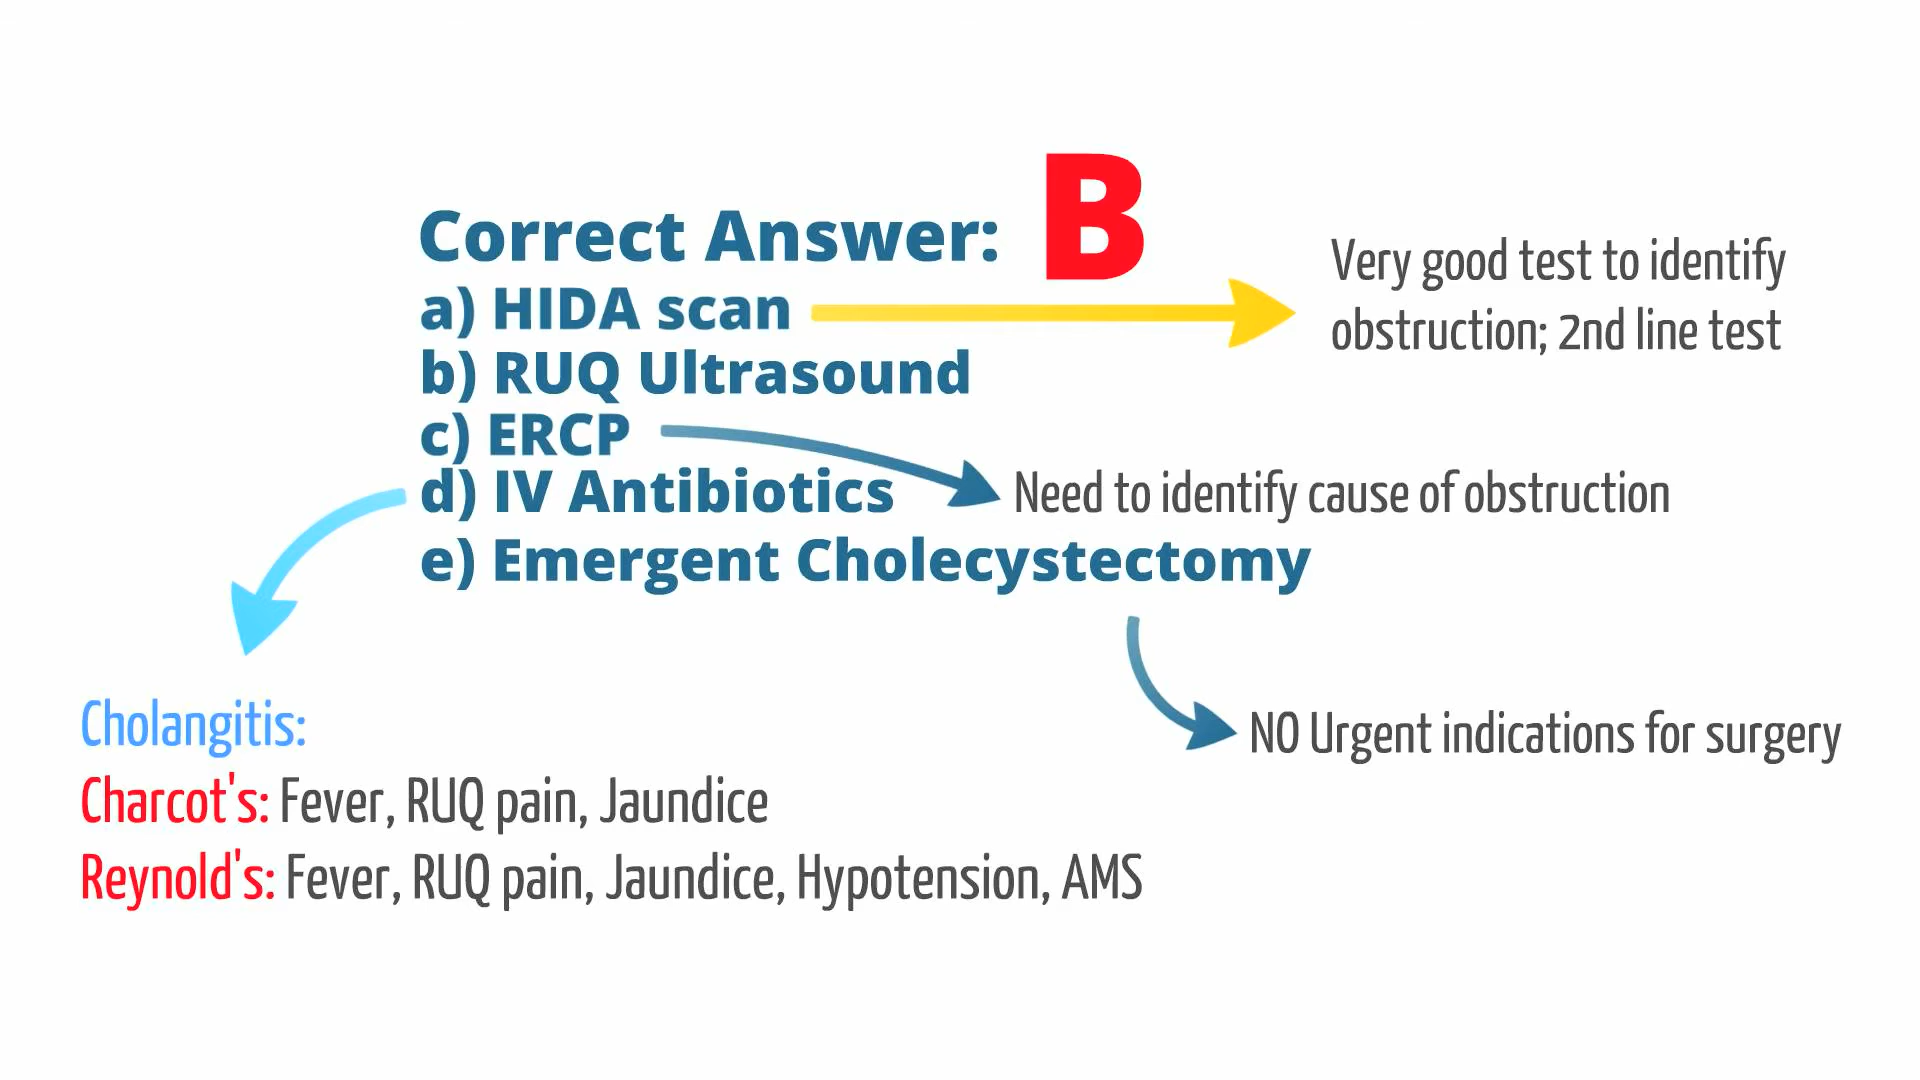 Correct Answer: B
a) HIDA scan
Very good test to identify
obstruction; 2nd line test
b) RUQ Ultrasound
c) ERCP
Need to identify cause of obstruction
d) IV Antibiotics
e) Emergent Cholecystectomy
NO Urgent indications for surgery
Cholangitis:
Charcot's: Fever, RUQ pain, Jaundice
Reynold's: Fever, RUQ pain, Jaundice, Hypotension, AMS